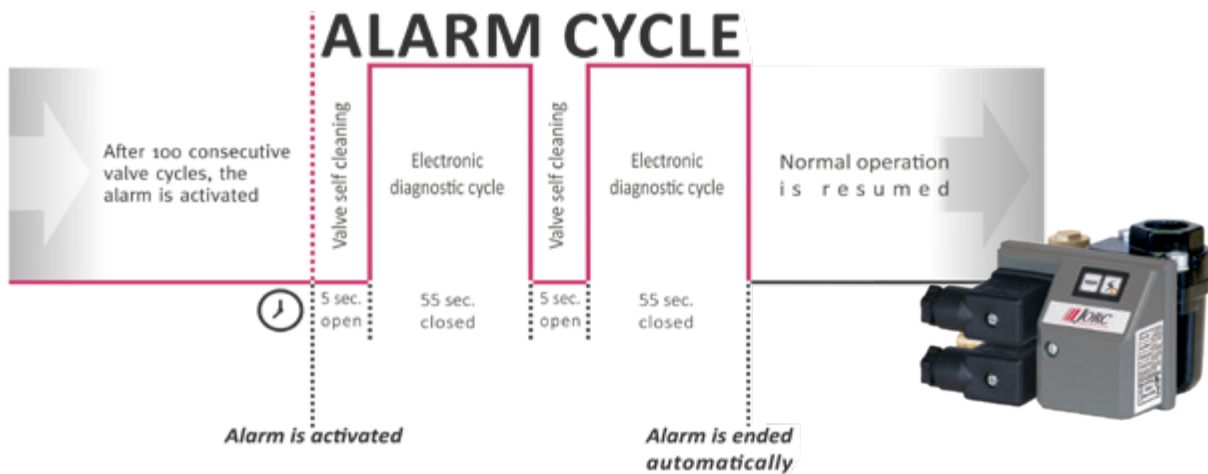 ALARM CYCLE
After 100 consecutive
valve cycles, the
alarm is activated
Valve self cleaning
Electronic
diagnostic cycle
Valve self cleaning
Electronic
diagnostic cycle
Normal operation
is resumed
5 sec.
open
55 sec.
closed
5 sec.
open
55 sec.
closed
JORC
Alarm is activated
Alarm is ended
automatically